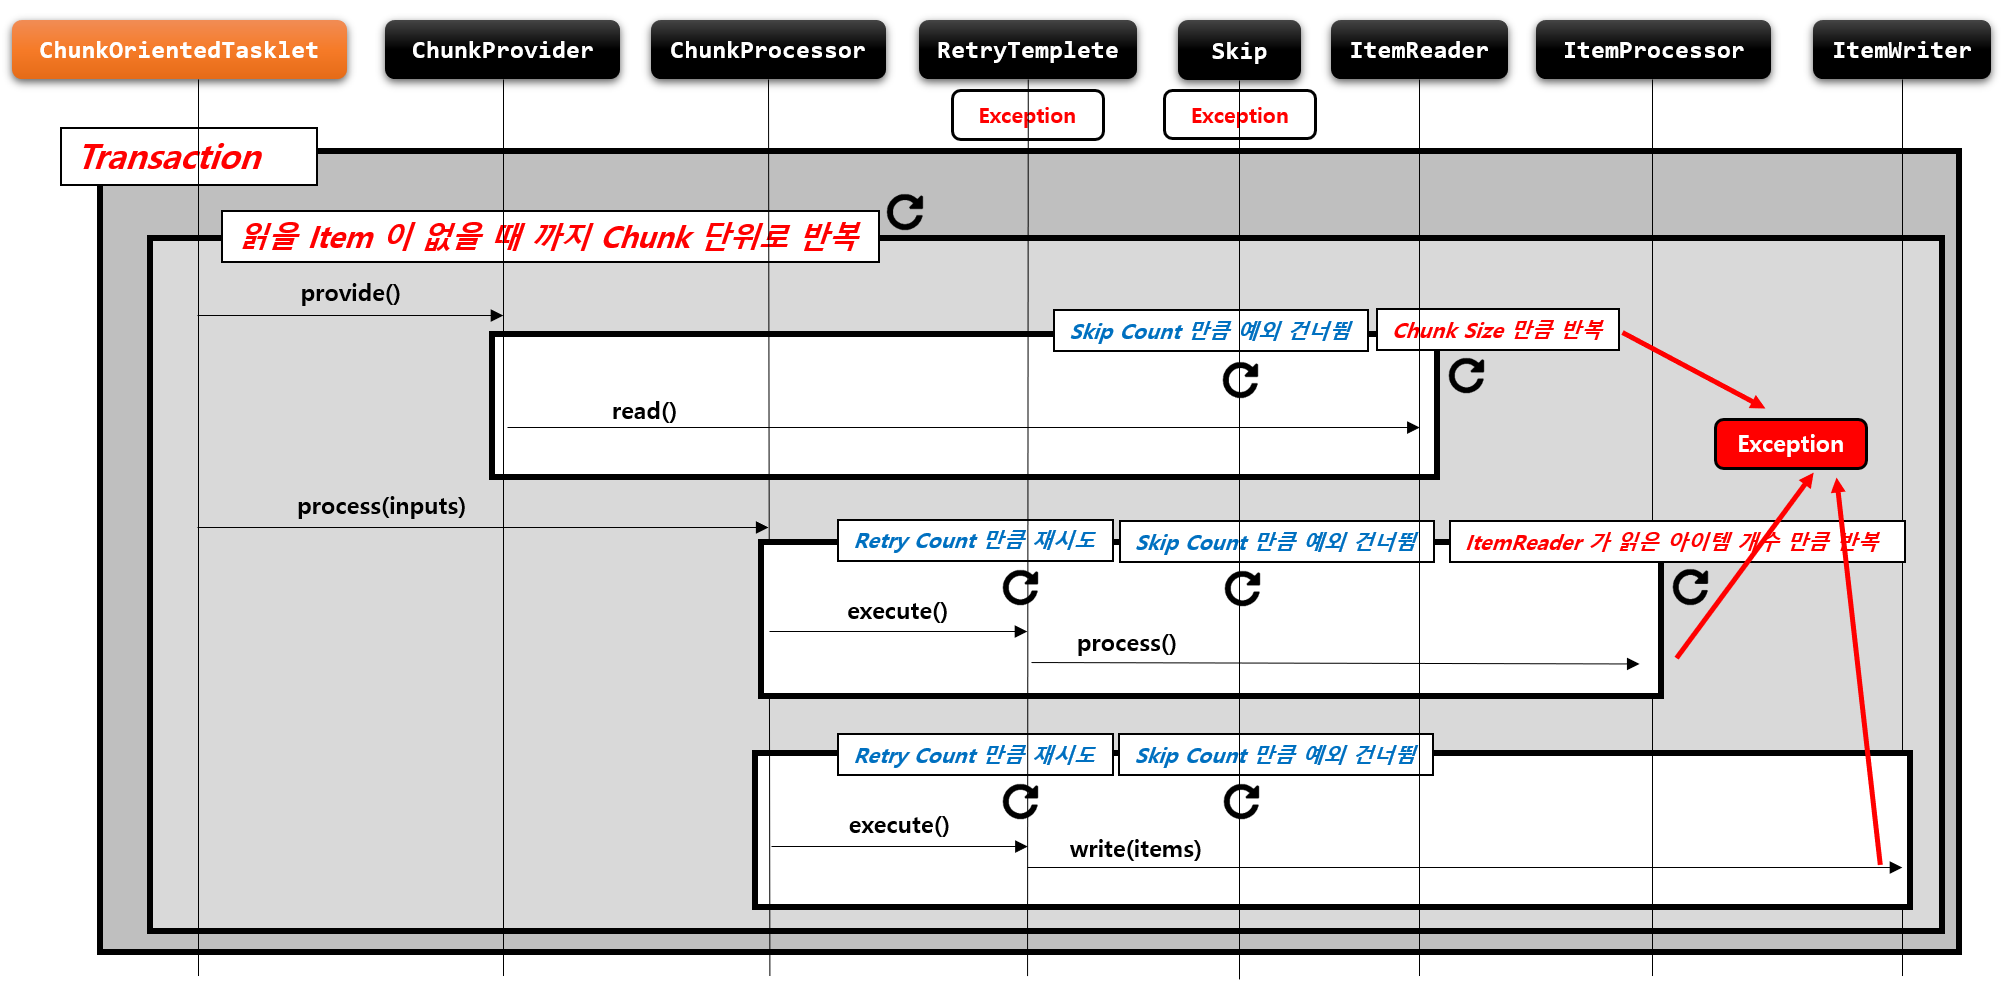 ChunkOrientedTasklet
ChunkProvider
ChunkProcessor
RetryTemplete
Skip
ItemReader
ItemProcessor
ItemWriter
Exception
Exception
Transaction
읽을 Item 이 없을 때 까지 Chunk 단위로 반복
provide()
Skip Count 만큼 예외 건너뜀
Chunk Size 만큼 반복
read()
Exception
process(inputs)
Retry Count 만큼 재시도
Skip Count 만큼 예외 건너뜀
ItemReader 가 읽은 아이템 개수 만큼 반복
execute()
process()
Retry Count 만큼 재시도
Skip Count 만큼 예외 건너뜀
execute()
write(items)